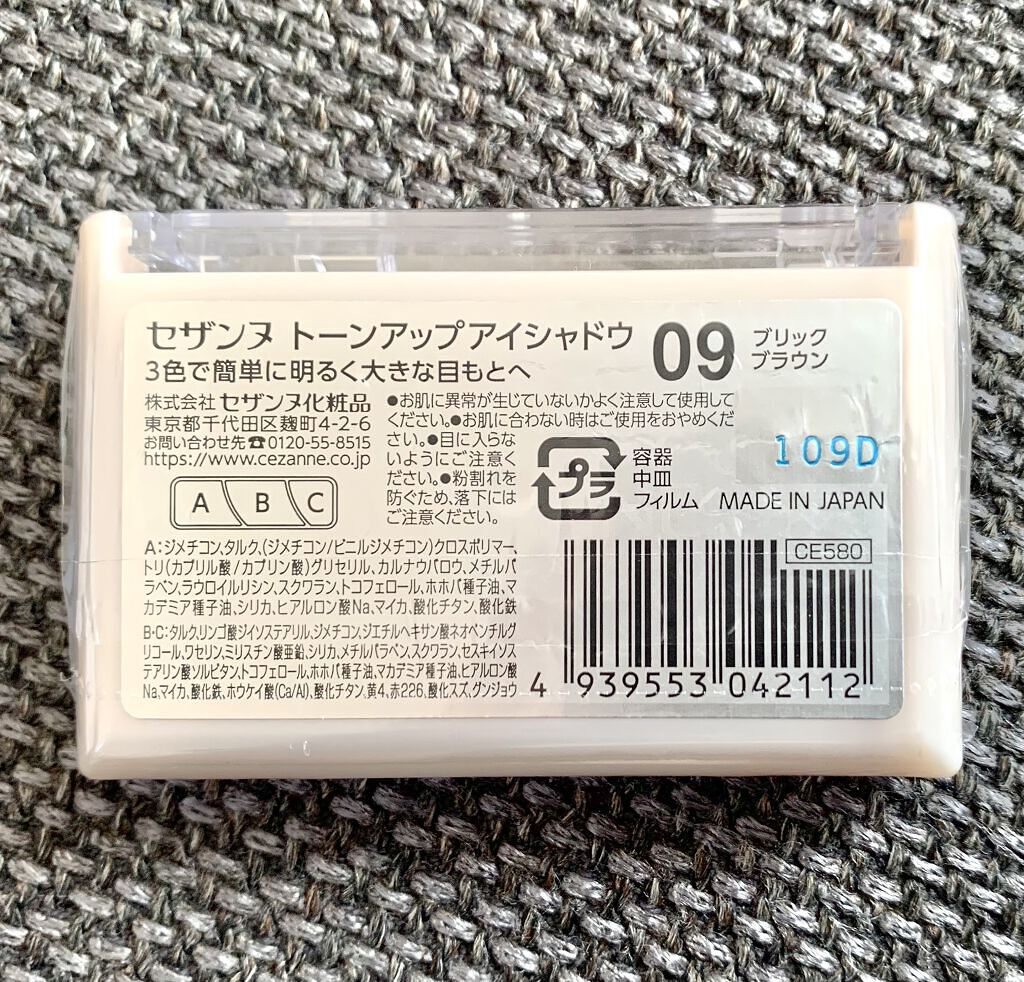 セザンヌ トーンアップアイシャドウ
3色で簡単に明るく大きな目もとへ
09
ブリック
ブラウン
株式会社 セザンヌ化粧品
東京都千代田区麹町4-2-6
お問い合わせ先☎0120-55-8515
https://www.cezanne.co.jp
A B C
●お肌に異常が生じていないかよく注意して使用して
ください。●お肌に合わない時はご使用をおやめくだ
さい。●目に入らな
いようにご注意くだ
さい。●粉割れを
防ぐため、落下には
ご注意ください。
プラ
容器
中皿
フィルム
109D
MADE IN JAPAN
A:ジメチコン,タルク,(ジメチコン/ビニルジメチコン)クロスポリマー,
トリ(カプリル酸/カプリン酸)グリセリル,カルナウバロウ,メチルパ
ラベン,ラウロイルリシン,スクワラン,トコフェロール,ホホバ種子油,マ
カデミア種子油,シリカ,ヒアルロン酸Na,マイカ,酸化チタン,酸化鉄
B・C:タルク,リンゴ酸ジイソステアリル,ジメチコン,ジエチルヘキサン酸ネオペンチルグ
リコール,ワセリン,ミリスチン酸亜鉛,シリカ,メチルパラベン,スクワラン,セスキイソス
テアリン酸ソルビタン,トコフェロール,ホホバ種子油,マカデミア種子油,ヒアルロン酸
Na,マイカ,酸化鉄,ホウケイ酸(Ca/Al),酸化チタン,黄4,赤226,酸化スズ,グンジョウ
CE580
4 939553 042112